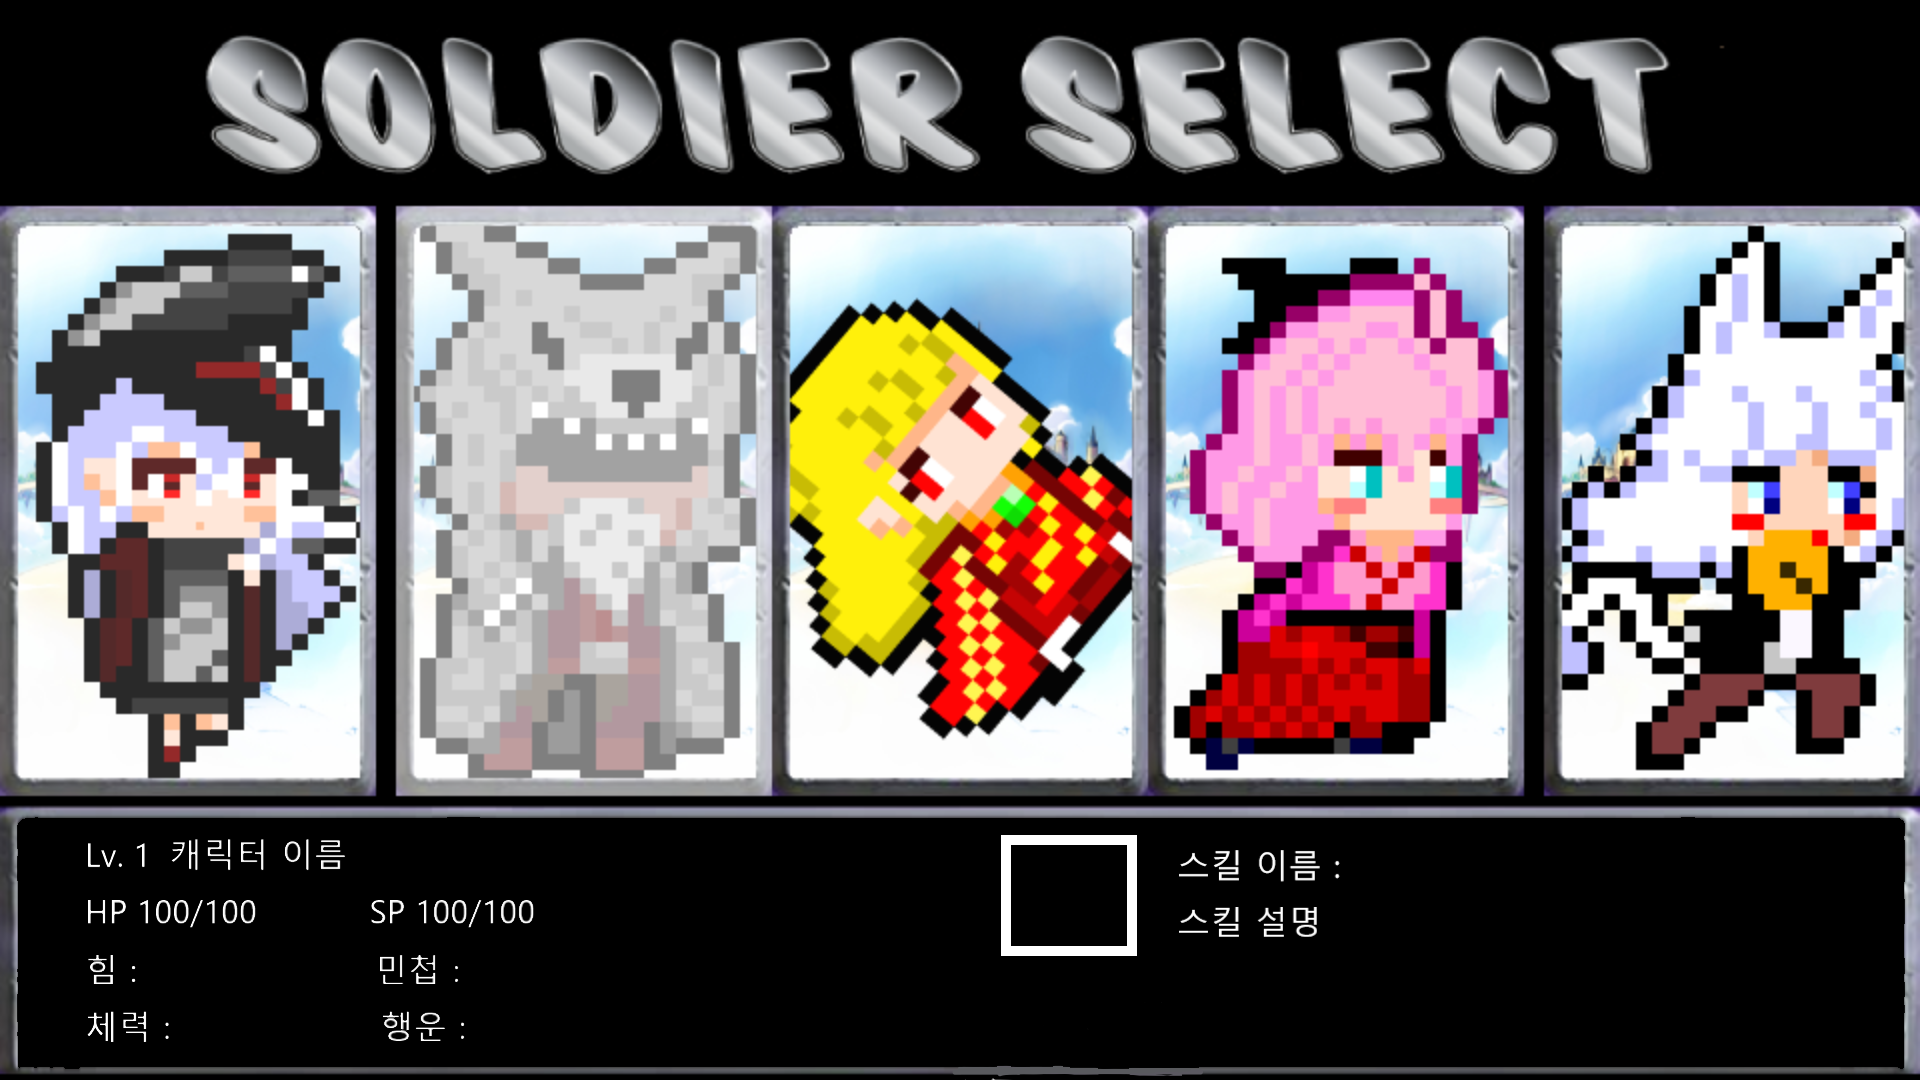 SOLDIER SELECT
Lv. 1 캐릭터 이름
HP 100/100 SP 100/100
힘 : 민첩 :
체력 : 행운 :
스킬 이름 :
스킬 설명